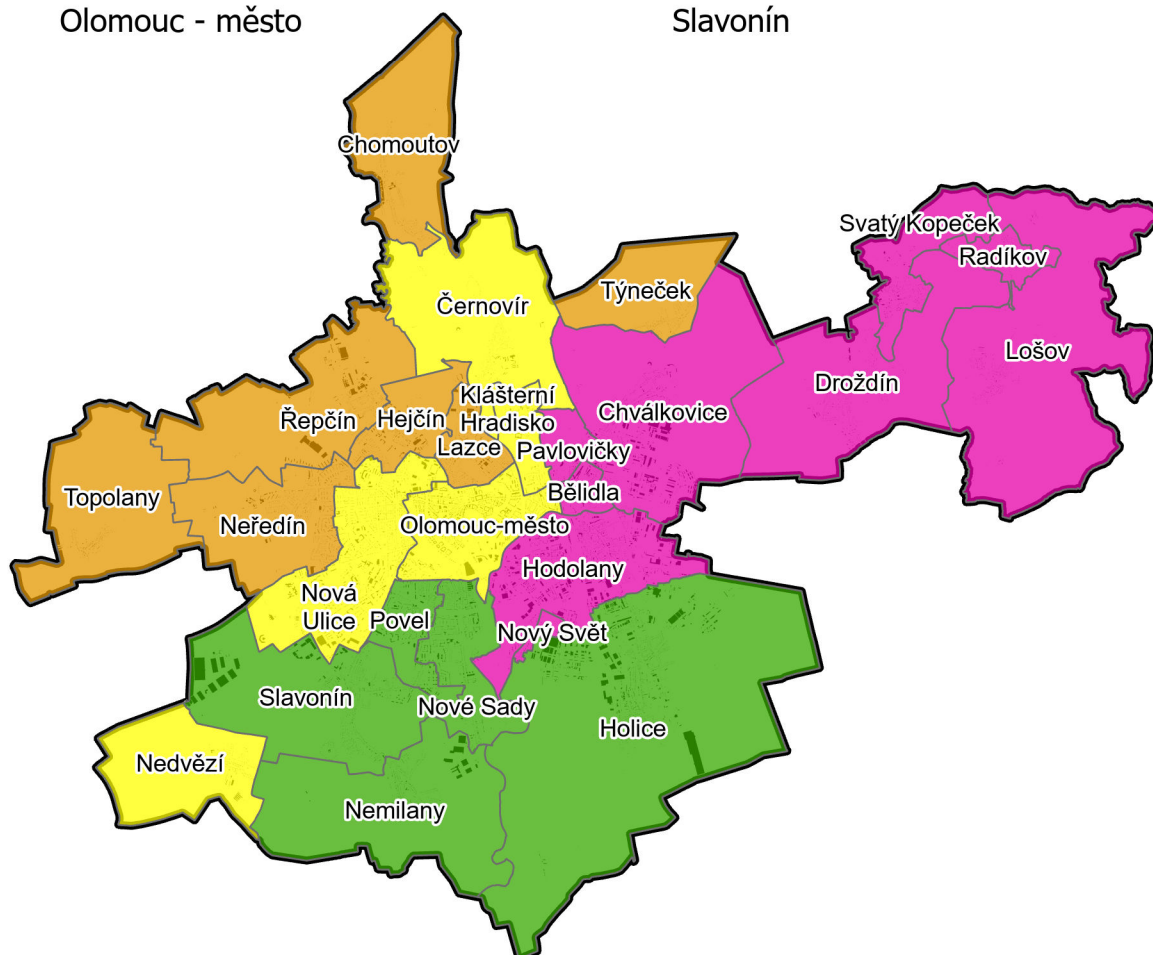 Olomouc - město
Slavonín
Chomoutov
Svatý Kopeček
Radíkov
Týneček
Černovír
Lošov
Droždín
Klášterní
Hradisko
Chválkovice
Řepčín
Hejčín
Lazce
Pavlovičky
Topolany
Bělidla
Neředín
Olomouc-město
Hodolany
Nová
Ulice
Povel
Nový Svět
Slavonín
Nové Sady
Holice
Nedvězí
Nemilany